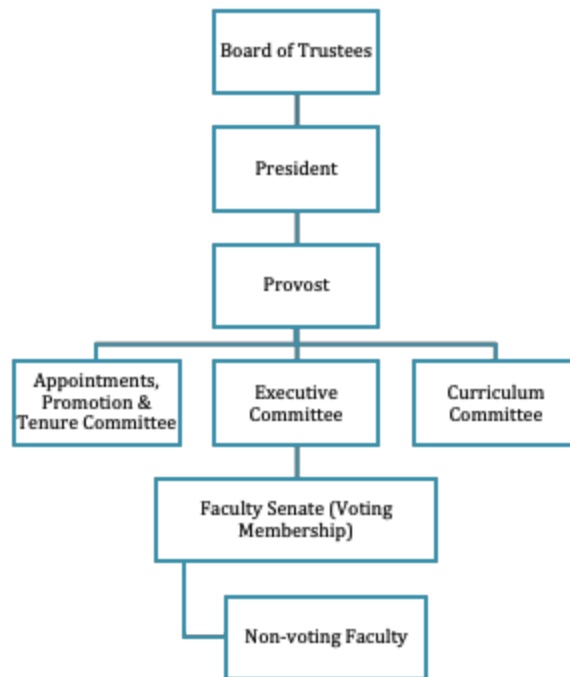 Board of Trustees
President
Provost
Appointments,
Promotion &
Tenure Committee
Executive
Committee
Curriculum
Committee
Faculty Senate (Voting
Membership)
Non-voting Faculty